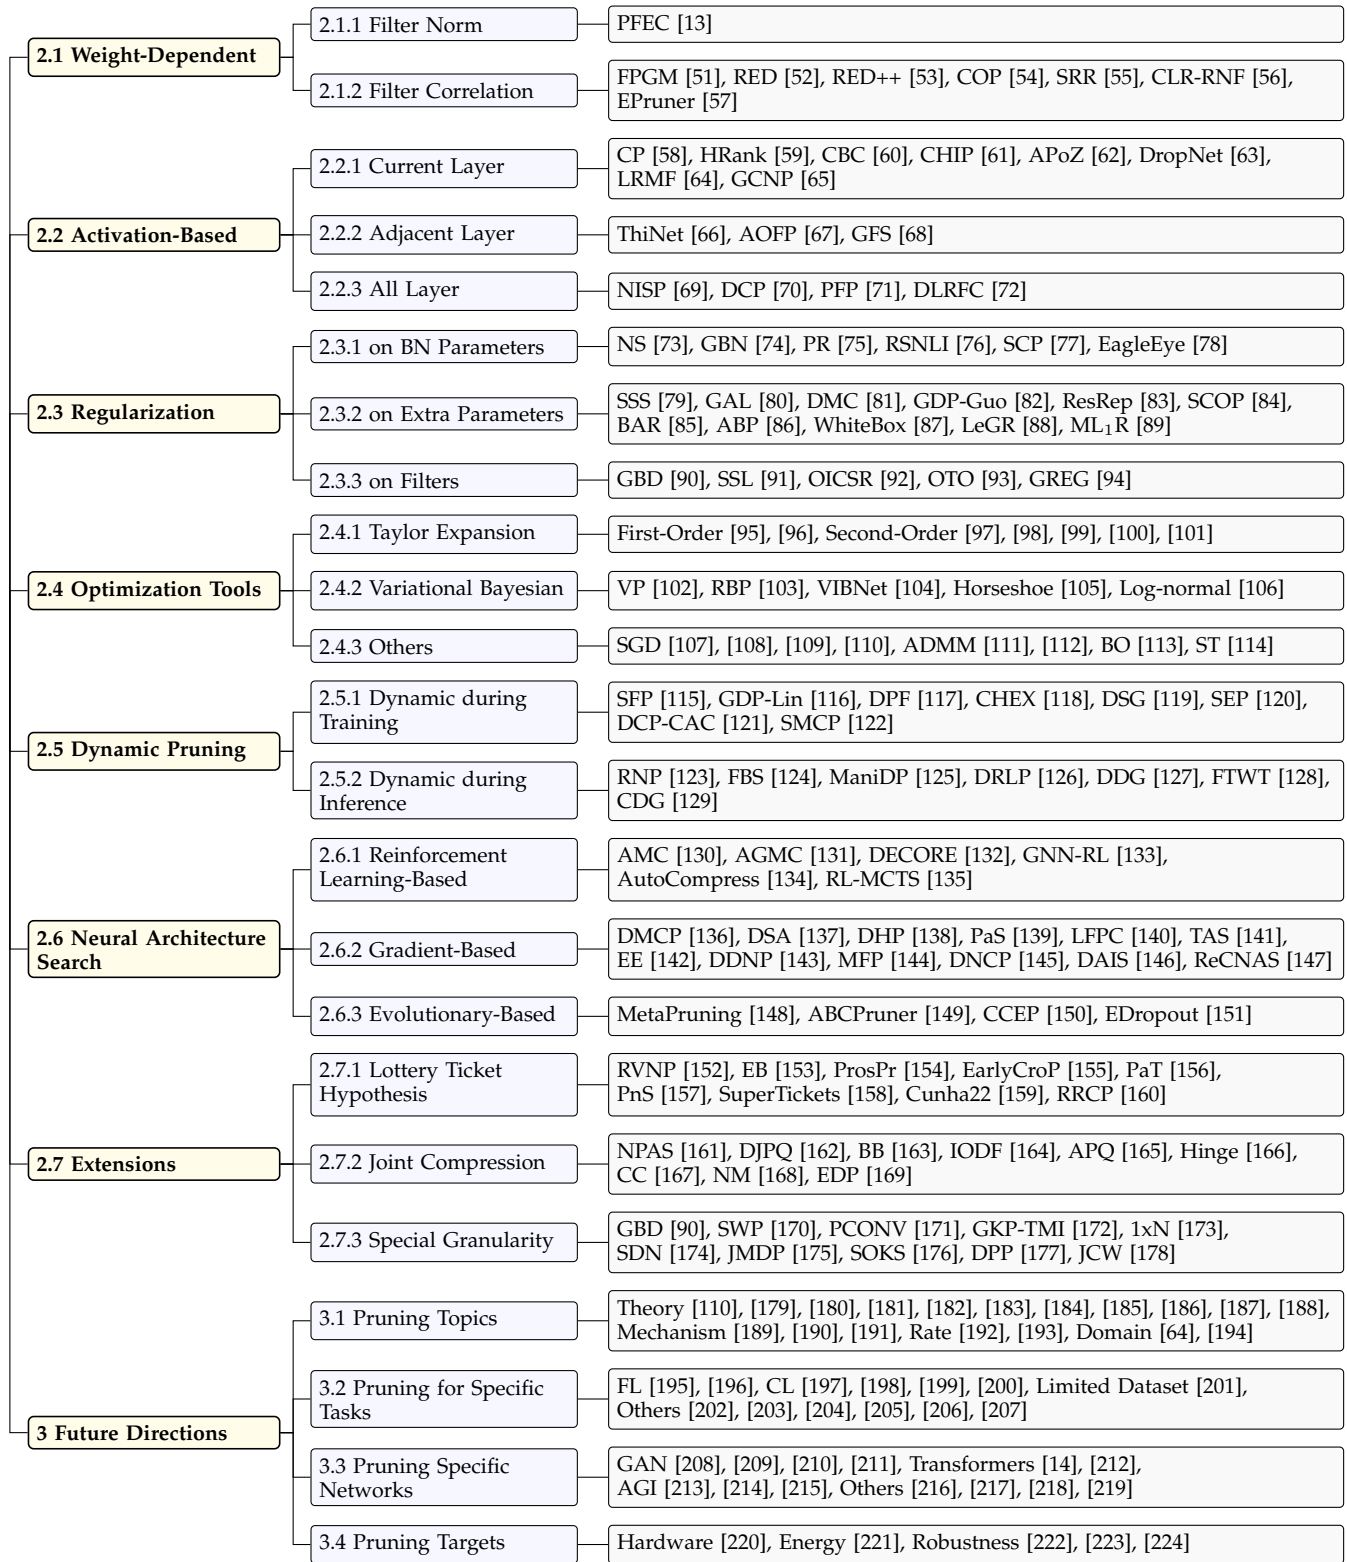 2.1 Weight-Dependent
2.1.1 Filter Norm
PFEC [13]
2.1.2 Filter Correlation
FPGM [51], RED [52], RED++ [53], COP [54], SRR [55], CLR-RNF [56],
EPruner [57]
2.2 Activation-Based
2.2.1 Current Layer
CP [58], HRank [59], CBC [60], CHIP [61], APoZ [62], DropNet [63],
LRMF [64], GCNP [65]
2.2.2 Adjacent Layer
ThiNet [66], AOFP [67], GFS [68]
2.2.3 All Layer
NISP [69], DCP [70], PFP [71], DLRFC [72]
2.3 Regularization
2.3.1 on BN Parameters
NS [73], GBN [74], PR [75], RSNLI [76], SCP [77], EagleEye [78]
2.3.2 on Extra Parameters
SSS [79], GAL [80], DMC [81], GDP-Guo [82], ResRep [83], SCOP [84],
BAR [85], ABP [86], WhiteBox [87], LeGR [88], ML₁R [89]
2.3.3 on Filters
GBD [90], SSL [91], OICSR [92], OTO [93], GREG [94]
2.4 Optimization Tools
2.4.1 Taylor Expansion
First-Order [95], [96], Second-Order [97], [98], [99], [100], [101]
2.4.2 Variational Bayesian
VP [102], RBP [103], VIBNet [104], Horseshoe [105], Log-normal [106]
2.4.3 Others
SGD [107], [108], [109], [110], ADMM [111], [112], BO [113], ST [114]
2.5 Dynamic Pruning
2.5.1 Dynamic during
Training
SFP [115], GDP-Lin [116], DPF [117], CHEX [118], DSG [119], SEP [120],
DCP-CAC [121], SMCP [122]
2.5.2 Dynamic during
Inference
RNP [123], FBS [124], ManiDP [125], DRLP [126], DDG [127], FTWT [128],
CDG [129]
2.6 Neural Architecture
Search
2.6.1 Reinforcement
Learning-Based
AMC [130], AGMC [131], DECORE [132], GNN-RL [133],
AutoCompress [134], RL-MCTS [135]
2.6.2 Gradient-Based
DMCP [136], DSA [137], DHP [138], PaS [139], LFPC [140], TAS [141],
EE [142], DDNP [143], MFP [144], DNCP [145], DAIS [146], ReCNAS [147]
2.6.3 Evolutionary-Based
MetaPruning [148], ABCPruner [149], CCEP [150], EDropout [151]
2.7 Extensions
2.7.1 Lottery Ticket
Hypothesis
RVNP [152], EB [153], ProsPr [154], EarlyCroP [155], PaT [156],
PnS [157], SuperTickets [158], Cunha22 [159], RRCP [160]
2.7.2 Joint Compression
NPAS [161], DJPQ [162], BB [163], IODF [164], APQ [165], Hinge [166],
CC [167], NM [168], EDP [169]
2.7.3 Special Granularity
GBD [90], SWP [170], PCONV [171], GKP-TMI [172], 1xN [173],
SDN [174], JMDP [175], SOKS [176], DPP [177], JCW [178]
3 Future Directions
3.1 Pruning Topics
Theory [110], [179], [180], [181], [182], [183], [184], [185], [186], [187], [188],
Mechanism [189], [190], [191], Rate [192], [193], Domain [64], [194]
3.2 Pruning for Specific
Tasks
FL [195], [196], CL [197], [198], [199], [200], Limited Dataset [201],
Others [202], [203], [204], [205], [206], [207]
3.3 Pruning Specific
Networks
GAN [208], [209], [210], [211], Transformers [14], [212],
AGI [213], [214], [215], Others [216], [217], [218], [219]
3.4 Pruning Targets
Hardware [220], Energy [221], Robustness [222], [223], [224]